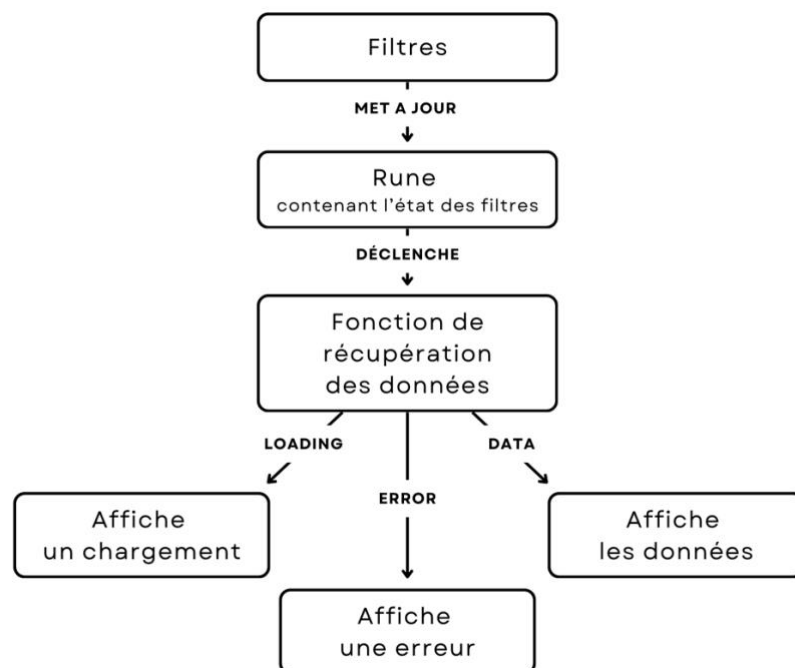 Filtres
MET A JOUR
Rune
contenant l'état des filtres
DÉCLENCHE
Fonction de
récupération
des données
LOADING
DATA
ERROR
Affiche
un chargement
Affiche
les données
Affiche
une erreur